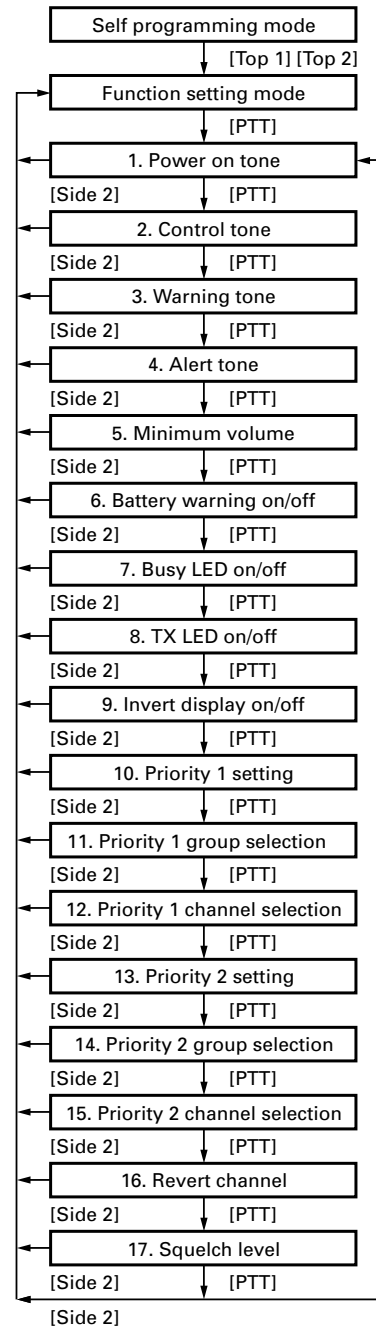 Self programming mode
[Top 1] [Top 2]
Function setting mode
[PTT]
1. Power on tone
[Side 2] [PTT]
2. Control tone
[Side 2] [PTT]
3. Warning tone
[Side 2] [PTT]
4. Alert tone
[Side 2] [PTT]
5. Minimum volume
[Side 2] [PTT]
6. Battery warning on/off
[Side 2] [PTT]
7. Busy LED on/off
[Side 2] [PTT]
8. TX LED on/off
[Side 2] [PTT]
9. Invert display on/off
[Side 2] [PTT]
10. Priority 1 setting
[Side 2] [PTT]
11. Priority 1 group selection
[Side 2] [PTT]
12. Priority 1 channel selection
[Side 2] [PTT]
13. Priority 2 setting
[Side 2] [PTT]
14. Priority 2 group selection
[Side 2] [PTT]
15. Priority 2 channel selection
[Side 2] [PTT]
16. Revert channel
[Side 2] [PTT]
17. Squelch level
[Side 2] [PTT]
[Side 2]